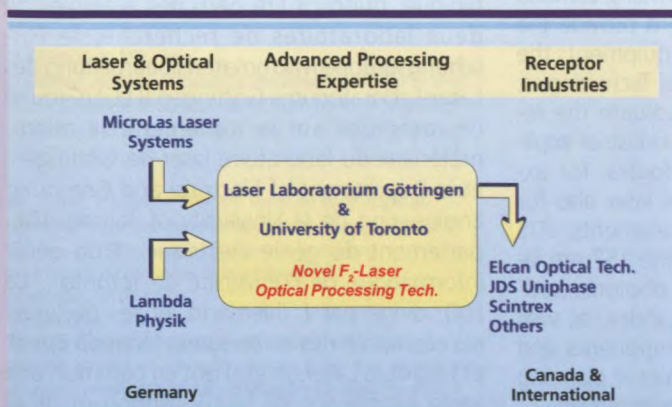 Laser & Optical
Systems
Advanced Processing
Expertise
Receptor
Industries
MicroLas Laser
Systems
Laser Laboratorium Göttingen
&
University of Toronto
Novel F₂-Laser
Optical Processing Tech.
Lambda
Physik
Elcan Optical Tech.
JDS Uniphase
Scintrex
Others
Germany
Canada &
International